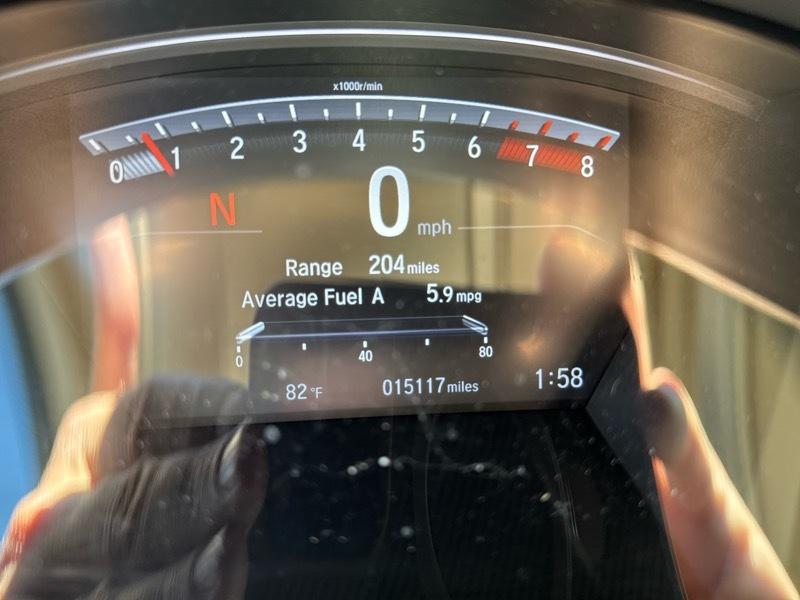 x1000r/min
0 1 2 3 4 5 6 7 8
N 0 mph
Range 204 miles
Average Fuel A 5.9 mpg
0 40 80
82 °F 015117 miles 1:58